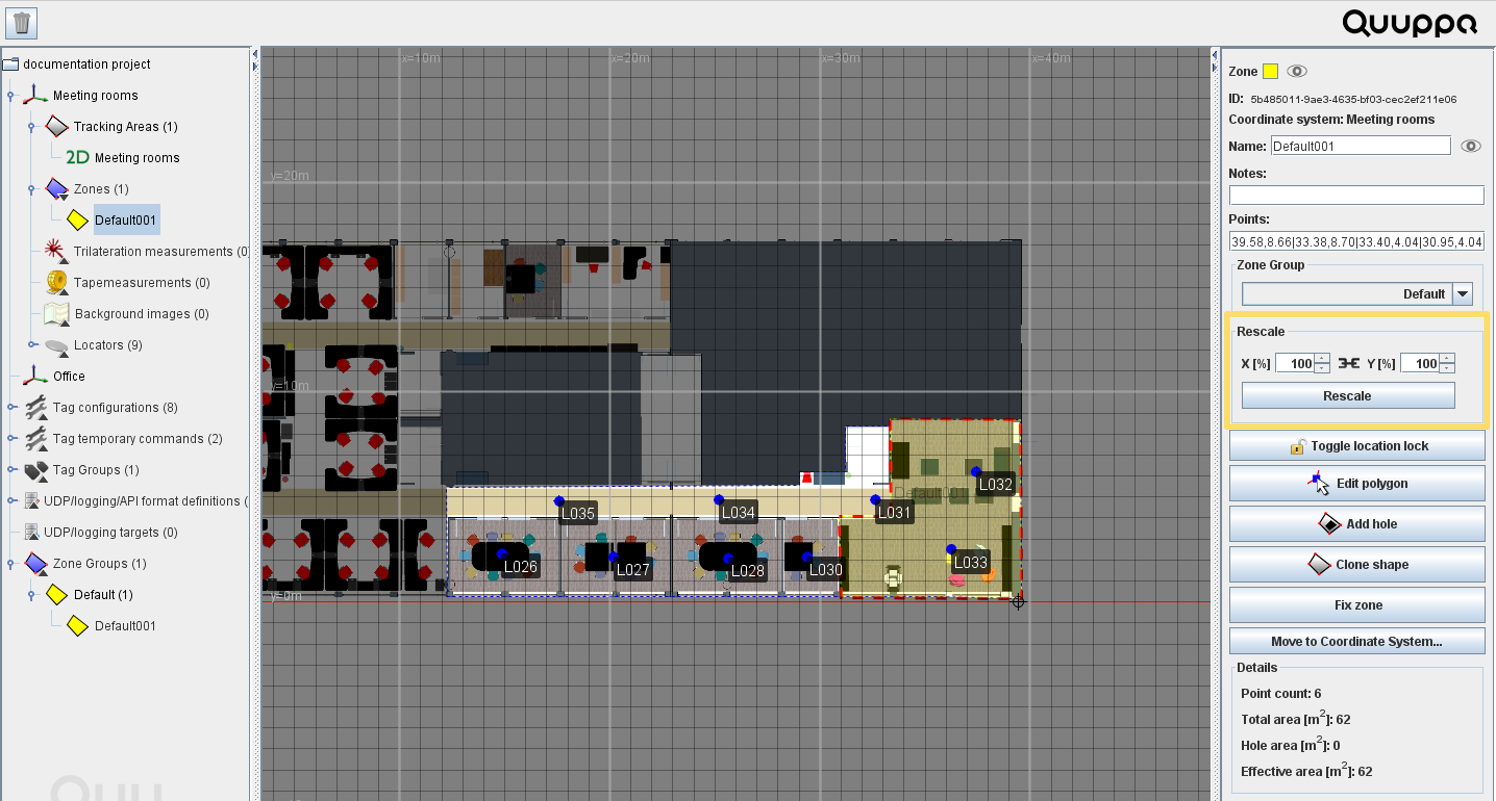 Quuppa
documentation project
Meeting rooms
Tracking Areas (1)
2D Meeting rooms
Zones (1)
Default001
Trilateration measurements (0)
Tapemeasurements (0)
Background images (0)
Locators (9)
Office
Tag configurations (8)
Tag temporary commands (2)
Tag Groups (1)
UDP/logging/API format definitions (
UDP/logging targets (0)
Zone Groups (1)
Default (1)
Default001
Quu
x=10m x=20m x=30m x=40m
y=20m
y=10m
y=0m
Default001
L032
L035 L034 L031
L026 L027 L028 L030 L033
Zone
ID: 5b485011-9ae3-4635-bf03-cec2ef211e06
Coordinate system: Meeting rooms
Name: Default001
Notes:
Points:
39.58,8.66|33.38,8.70|33.40,4.04|30.95,4.04
Zone Group
Default
Rescale
X [%] 100 Y [%] 100
Rescale
Toggle location lock
Edit polygon
Add hole
Clone shape
Fix zone
Move to Coordinate System...
Details
Point count: 6
Total area [m²]: 62
Hole area [m²]: 0
Effective area [m²]: 62